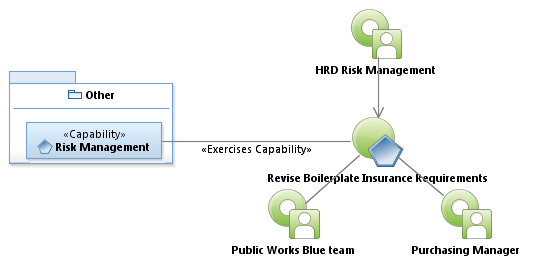 HRD Risk Management
Other
«Capability»
Risk Management
«Exercises Capability»
Revise Boilerplate Insurance Requirements
Public Works Blue team
Purchasing Manager